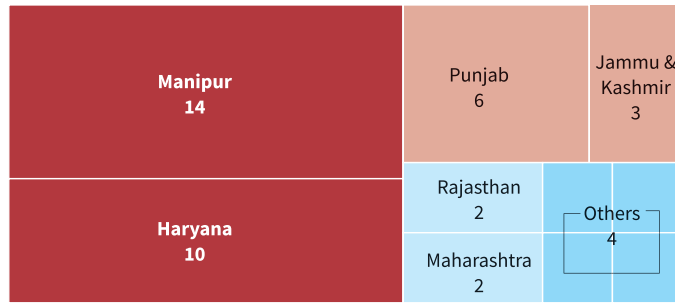 Manipur
14
Haryana
10
Punjab
6
Jammu &
Kashmir
3
Rajasthan
2
Maharashtra
2
Others
4